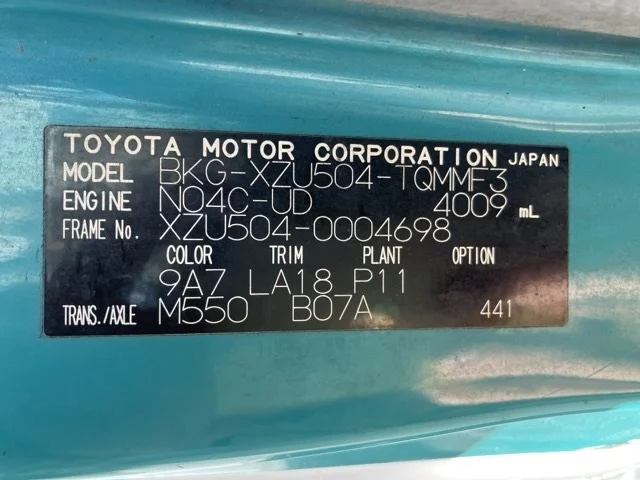 TOYOTA MOTOR CORPORATION JAPAN
MODEL BKG-XZU504-TQMMF3
ENGINE N04C-UD 4009 mL
FRAME No. XZU504-0004698
COLOR TRIM PLANT OPTION
9A7 LA18 P11
TRANS./AXLE M550 B07A 441